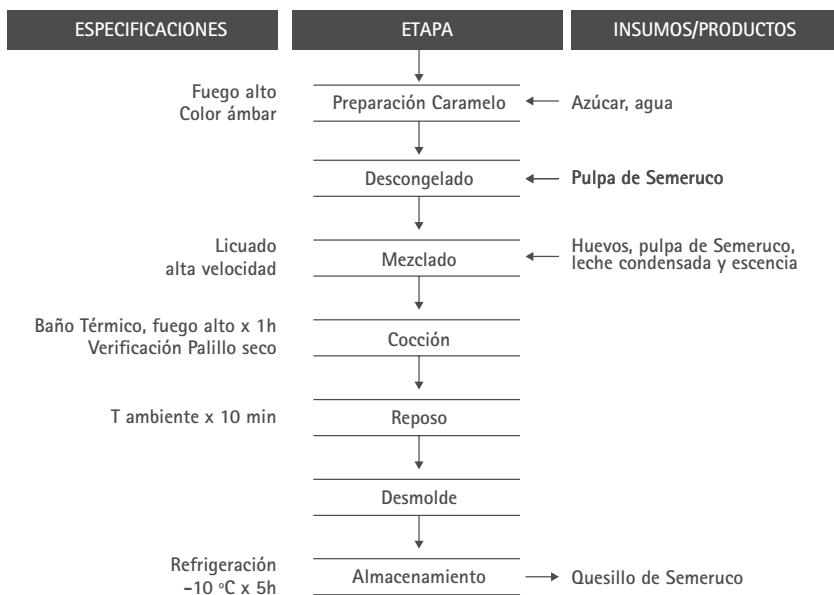 ESPECIFICACIONES ETAPA INSUMOS/PRODUCTOS
Fuego alto
Color ámbar
Preparación Caramelo
Azúcar, agua
Descongelado
Pulpa de Semeruco
Licuado
alta velocidad
Mezclado
Huevos, pulpa de Semeruco,
leche condensada y escencia
Baño Térmico, fuego alto x 1h
Verificación Palillo seco
Cocción
T ambiente x 10 min
Reposo
Desmolde
Refrigeración
-10 ºC x 5h
Almacenamiento
Quesillo de Semeruco